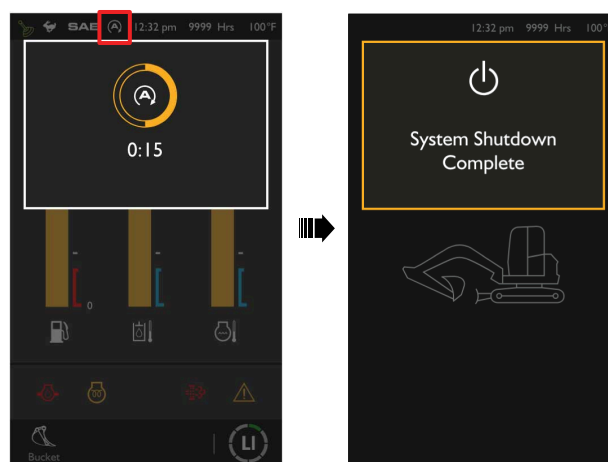 SAE A 12:32 pm 9999 Hrs 100°F
A
0:15
0
Bucket
LI
12:32 pm 9999 Hrs 100°
System Shutdown
Complete